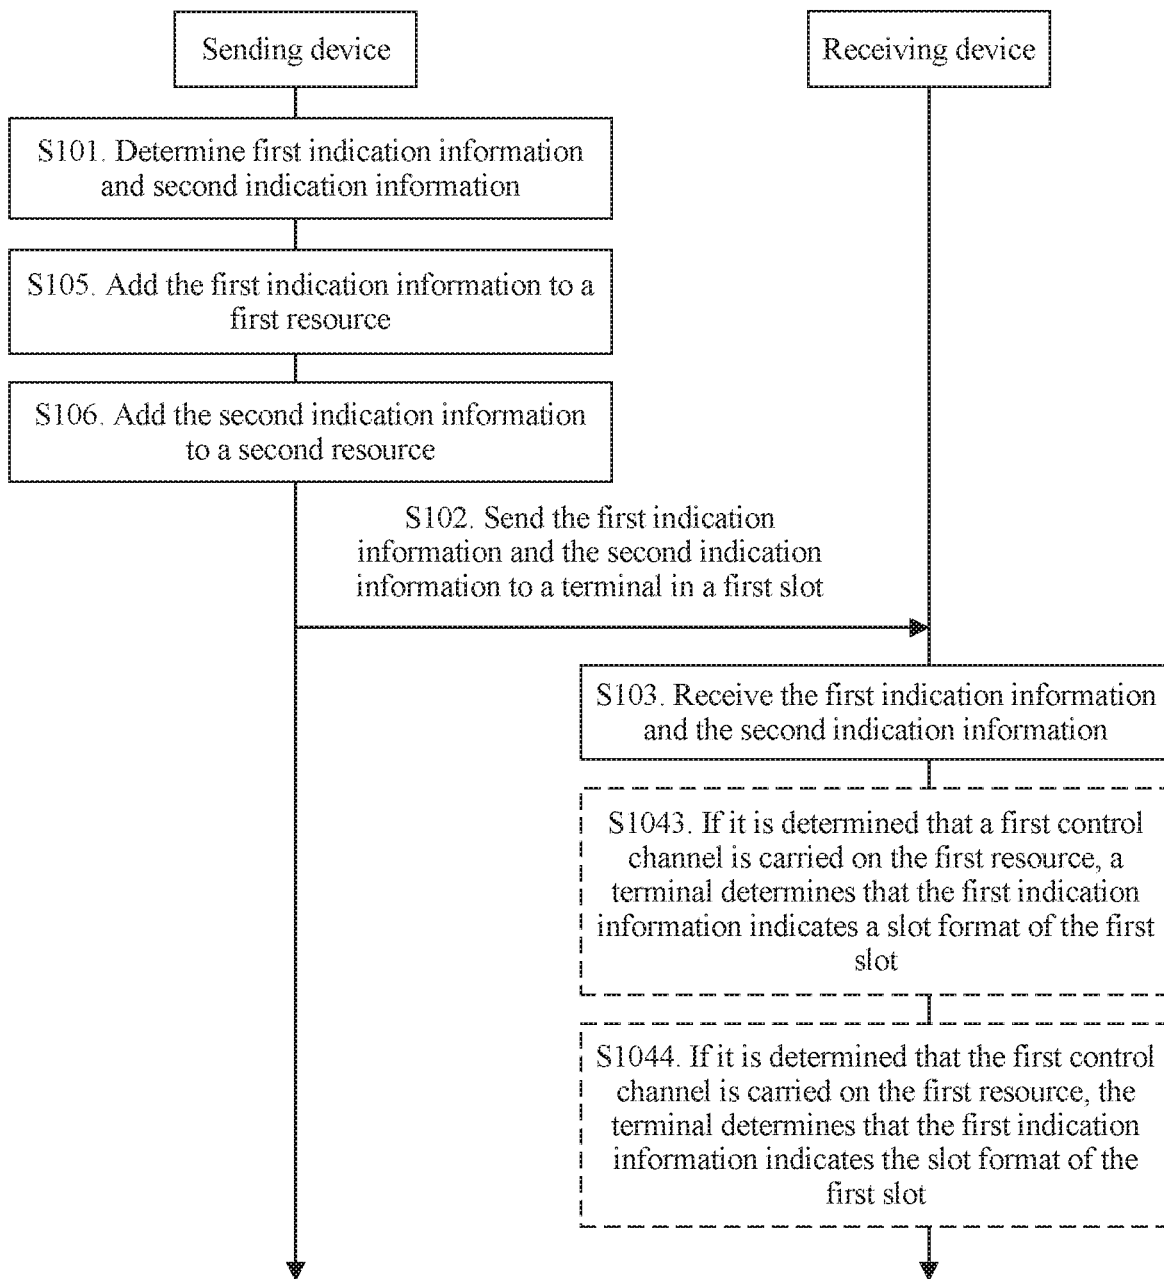 Sending device
Receiving device
S101. Determine first indication information
and second indication information
S105. Add the first indication information to a
first resource
S106. Add the second indication information
to a second resource
S102. Send the first indication
information and the second indication
information to a terminal in a first slot
S103. Receive the first indication information
and the second indication information
S1043. If it is determined that a first control
channel is carried on the first resource, a
terminal determines that the first indication
information indicates a slot format of the first
slot
S1044. If it is determined that the first control
channel is carried on the first resource, the
terminal determines that the first indication
information indicates the slot format of the
first slot